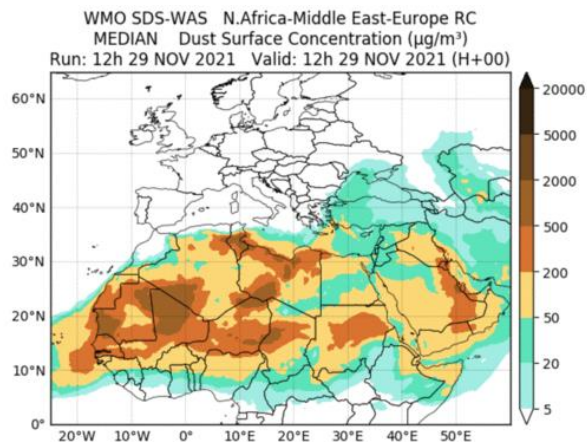 WMO SDS-WAS N.Africa-Middle East-Europe RC
MEDIAN Dust Surface Concentration (µg/m³)
Run: 12h 29 NOV 2021 Valid: 12h 29 NOV 2021 (H+00)
60°N
50°N
40°N
30°N
20°N
10°N
0°
20°W
10°W
0°
10°E
20°E
30°E
40°E
50°E
20000
5000
2000
500
200
50
20
5